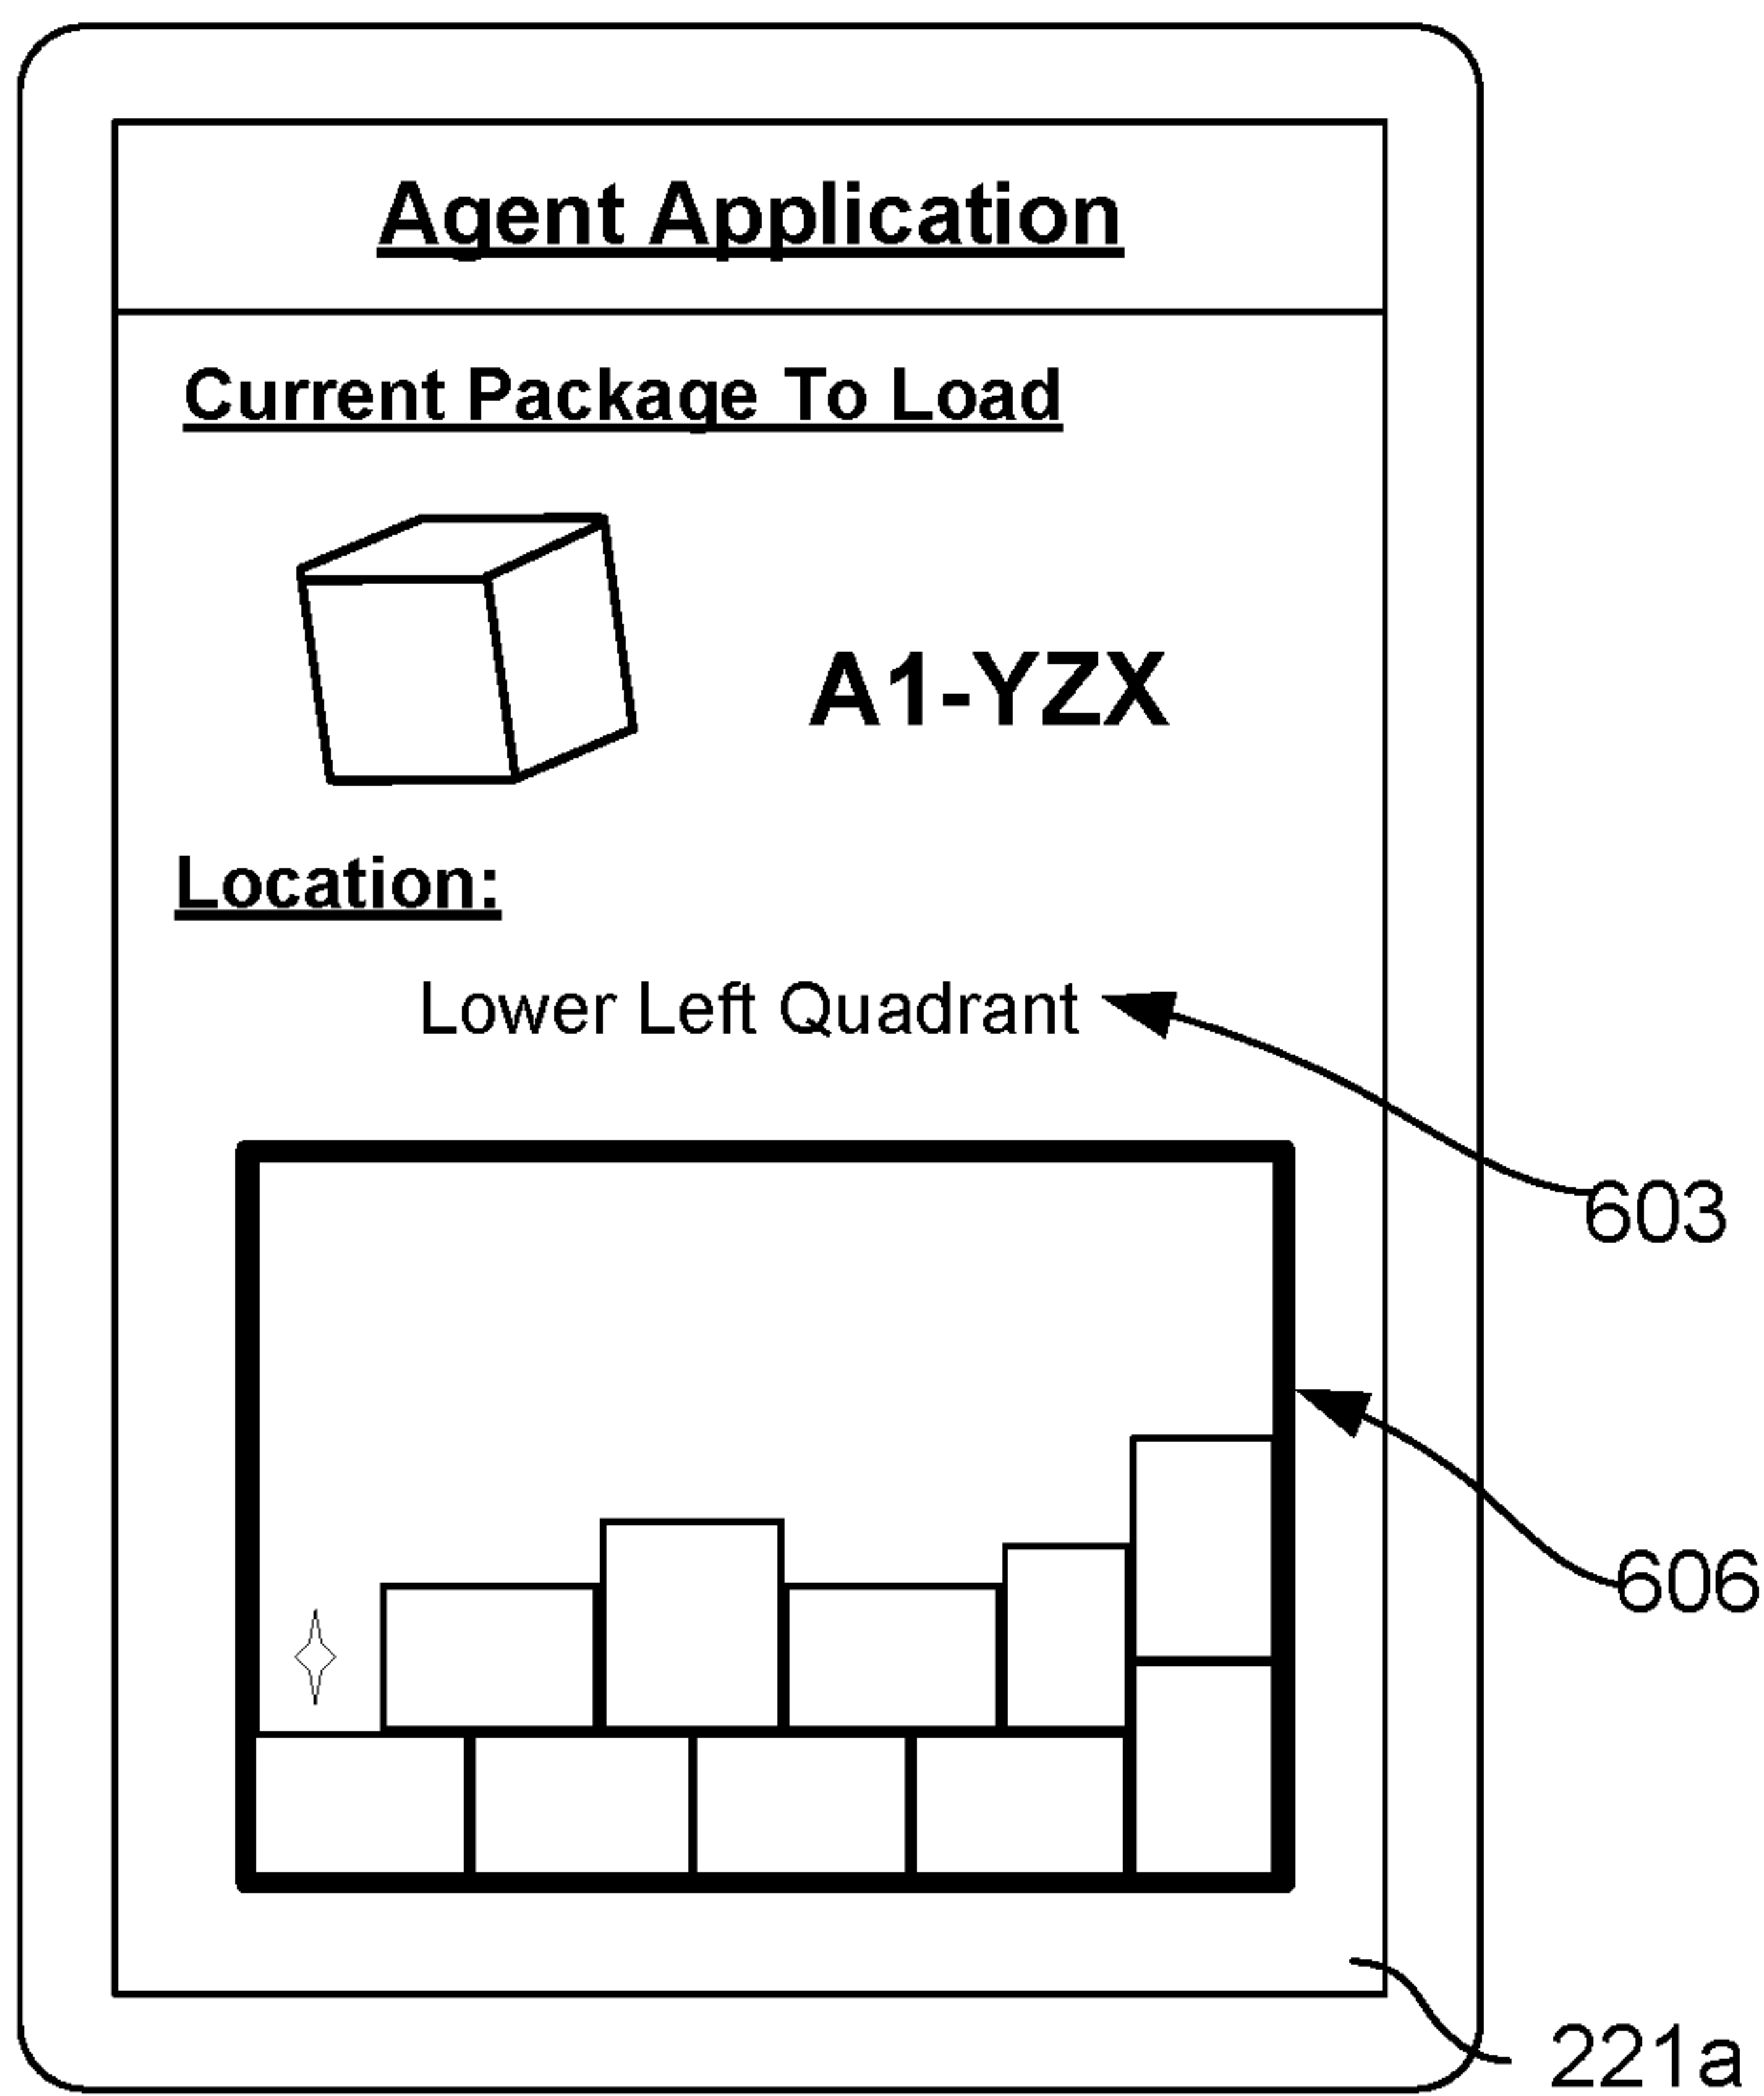 Agent Application
Current Package To Load
A1-YZX
Location:
Lower Left Quadrant
603
606
221a